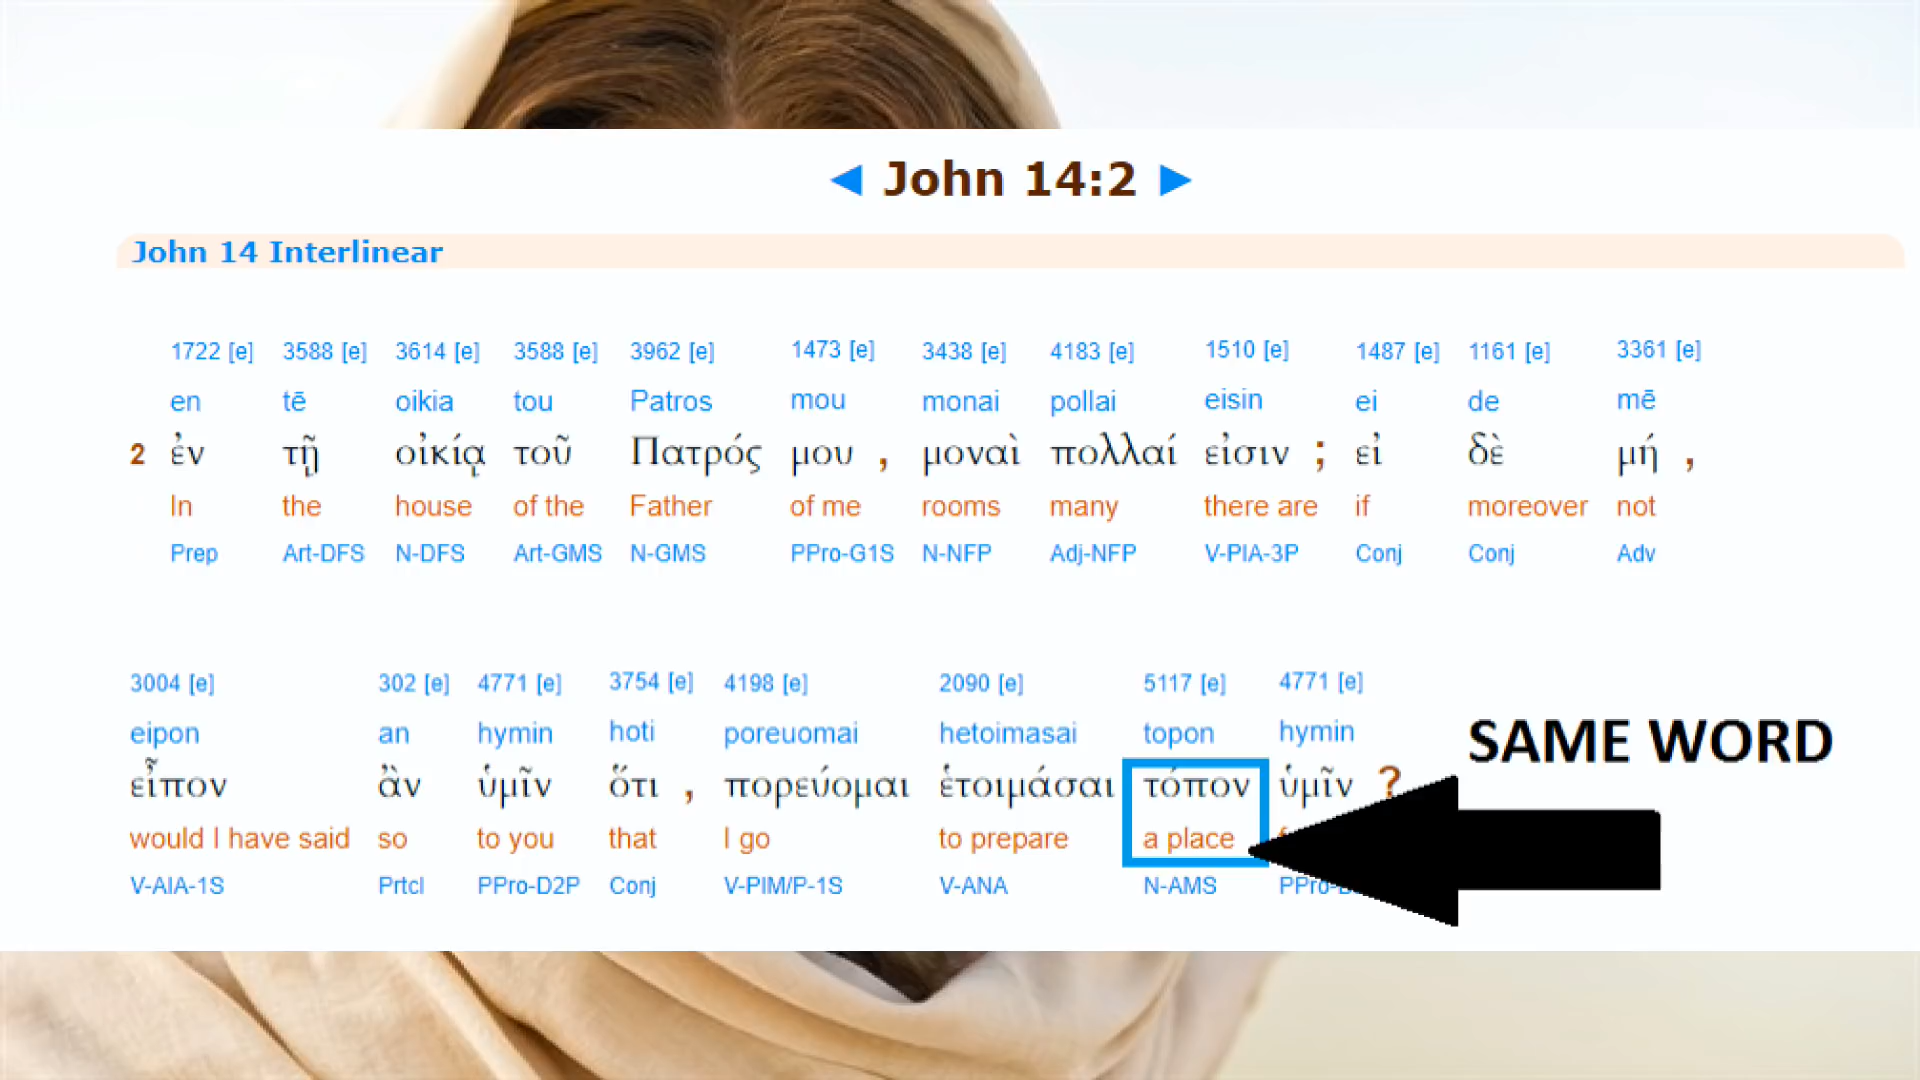 ◄ John 14:2 ►
John 14 Interlinear
1722 [e] 3588 [e] 3614 [e] 3588 [e] 3962 [e] 1473 [e] 3438 [e] 4183 [e] 1510 [e] 1487 [e] 1161 [e] 3361 [e]
en tē oikia tou Patros mou monai pollai eisin ei de mē
2 ἐν τῇ οἰκίᾳ τοῦ Πατρός μου , μοναὶ πολλαί εἰσιν ; εἰ δὲ μή ,
In the house of the Father of me rooms many there are if moreover not
Prep Art-DFS N-DFS Art-GMS N-GMS PPro-G1S N-NFP Adj-NFP V-PIA-3P Conj Conj Adv
3004 [e] 302 [e] 4771 [e] 3754 [e] 4198 [e] 2090 [e] 5117 [e] 4771 [e]
eipon an hymin hoti poreuomai hetoimasai topon hymin
SAME WORD
εἶπον ἂν ὑμῖν ὅτι , πορεύομαι ἑτοιμάσαι τόπον ὑμῖν ?
would I have said so to you that I go to prepare a place
V-AIA-1S Prtcl PPro-D2P Conj V-PIM/P-1S V-ANA N-AMS